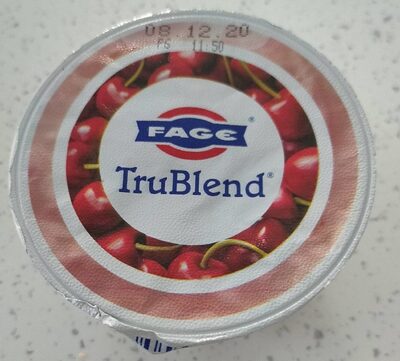 08.12.20
PS 11:50
FAGE
TruBlend®